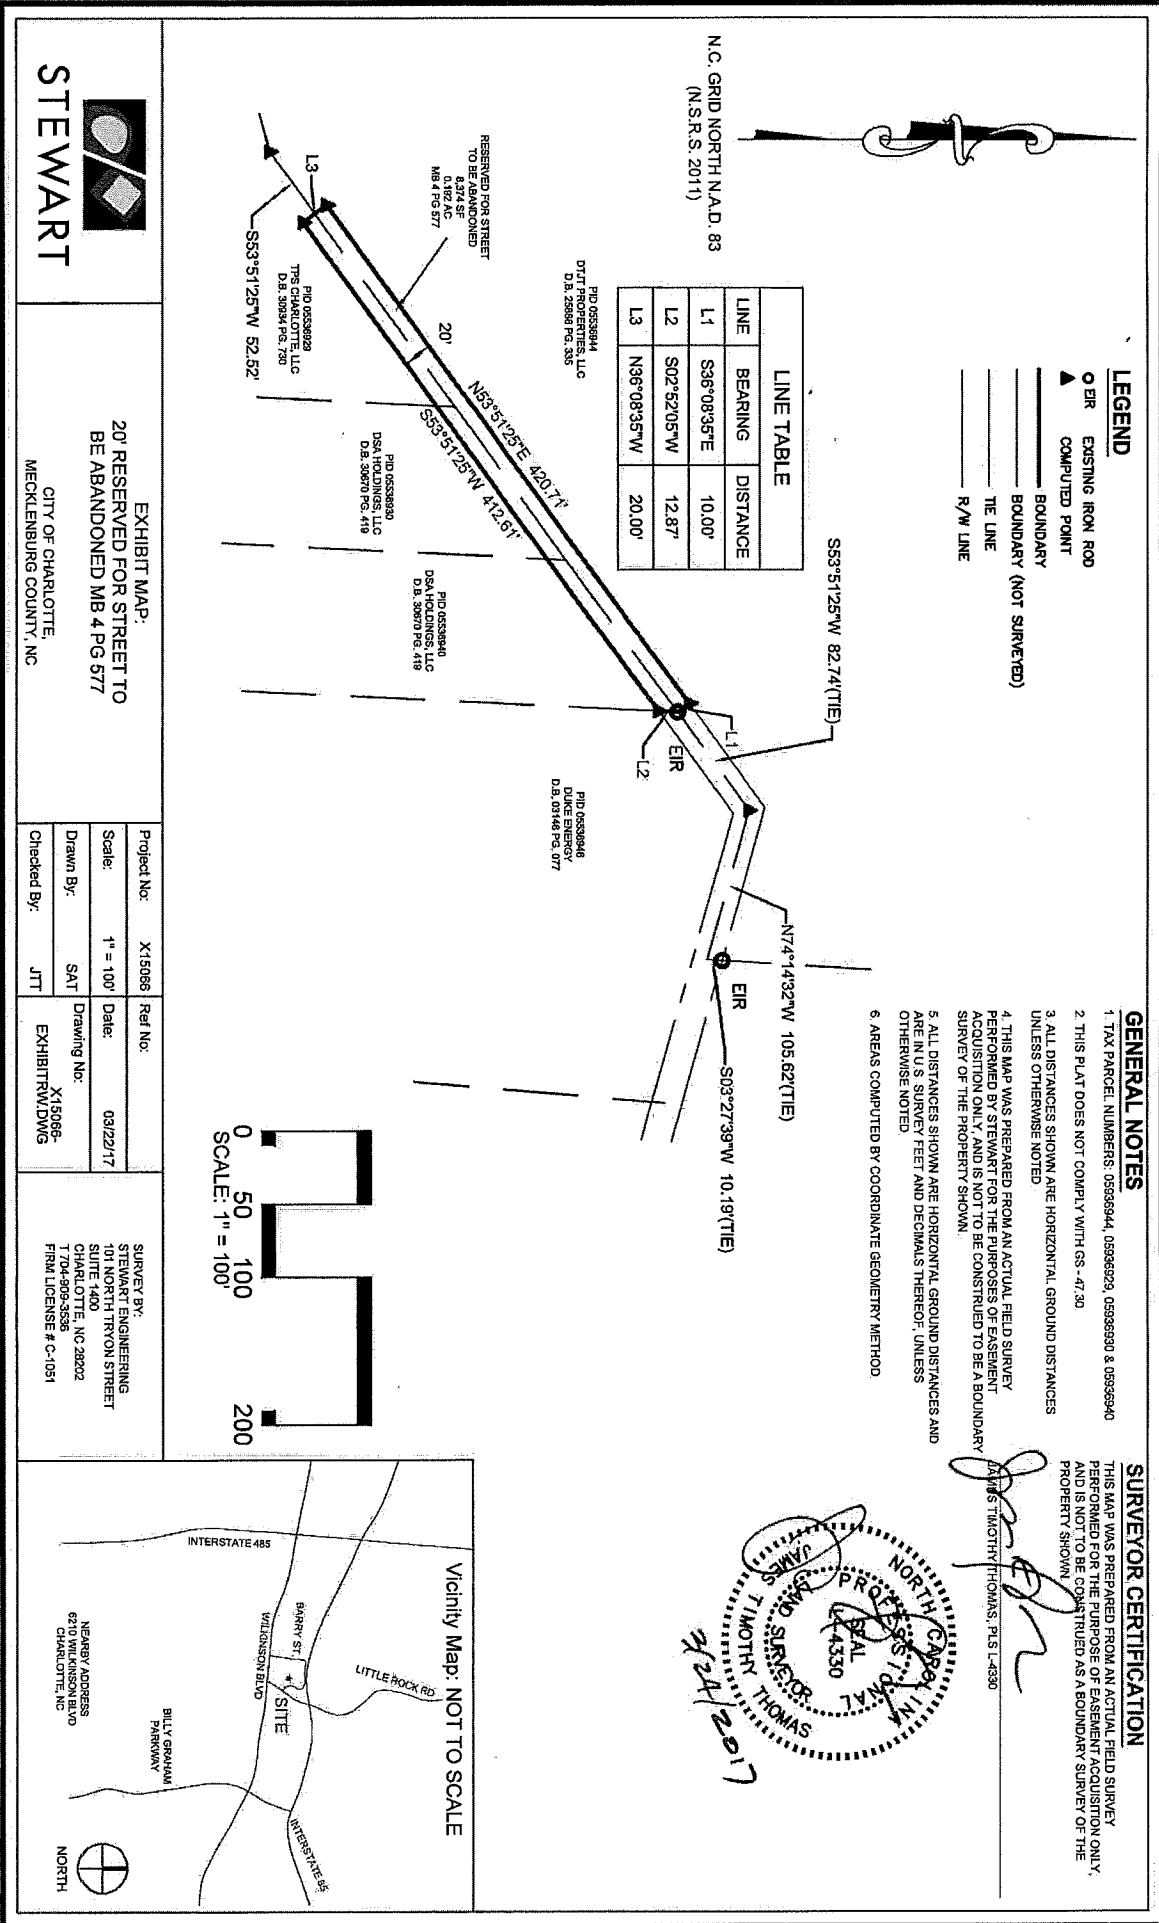 N.C. GRID NORTH N.A.D. 83
(N.S.R.S. 2011)
LEGEND
EIR EXISTING IRON ROD
COMPUTED POINT
BOUNDARY
BOUNDARY (NOT SURVEYED)
TIE LINE
R/W LINE
GENERAL NOTES
1. TAX PARCEL NUMBERS: 05936944, 05936929, 05936930 & 05936940
2. THIS PLAT DOES NOT COMPLY WITH GS - 47.30
3. ALL DISTANCES SHOWN ARE HORIZONTAL GROUND DISTANCES
UNLESS OTHERWISE NOTED.
4. THIS MAP WAS PREPARED FROM AN ACTUAL FIELD SURVEY
PERFORMED BY STEWART FOR THE PURPOSES OF EASEMENT
ACQUISITION ONLY, AND IS NOT TO BE CONSTRUED TO BE A BOUNDARY
SURVEY OF THE PROPERTY SHOWN.
5. ALL DISTANCES SHOWN ARE HORIZONTAL GROUND DISTANCES AND
ARE IN U.S. SURVEY FEET AND DECIMALS THEREOF, UNLESS
OTHERWISE NOTED.
6. AREAS COMPUTED BY COORDINATE GEOMETRY METHOD.
SURVEYOR CERTIFICATION
THIS MAP WAS PREPARED FROM AN ACTUAL FIELD SURVEY
PERFORMED FOR THE PURPOSE OF EASEMENT ACQUISITION ONLY,
AND IS NOT TO BE CONSTRUED AS A BOUNDARY SURVEY OF THE
PROPERTY SHOWN.
JAMES TIMOTHY THOMAS, PLS L-4330
NORTH CAROLINA
PROFESSIONAL
SEAL
L-4330
LAND SURVEYOR
JAMES TIMOTHY THOMAS
3/24/2017
LINE TABLE
LINE BEARING DISTANCE
L1 S36°08'35"E 10.00'
L2 S02°52'05"W 12.87'
L3 N36°08'35"W 20.00'
S53°51'25"W 82.74'(TIE)
N74°14'32"W 105.62'(TIE)
S03°27'39"W 10.19'(TIE)
EIR
EIR
L1
L2
L3
PID 05536944
DTJT PROPERTIES, LLC
D.B. 25886 PG. 335
RESERVED FOR STREET
TO BE ABANDONED
8,374 SF
0.192 AC
MB 4 PG 577
20'
N53°51'25"E 420.71'
S53°51'25"W 412.61'
S53°51'25"W 52.52'
PID 05536929
TPS CHARLOTTE, LLC
D.B. 30934 PG. 730
PID 05536930
DSA HOLDINGS, LLC
D.B. 30670 PG. 419
PID 05536940
DSA HOLDINGS, LLC
D.B. 30670 PG. 419
PID 05536946
DUKE ENERGY
D.B. 03146 PG. 077
0 50 100 200
SCALE: 1" = 100'
Vicinity Map: NOT TO SCALE
INTERSTATE 485
BARRY ST.
WILKINSON BLVD
LITTLE ROCK RD
SITE
INTERSTATE 85
BILLY GRAHAM
PARKWAY
NEARBY ADDRESS
6210 WILKINSON BLVD
CHARLOTTE, NC
NORTH
STEWART
EXHIBIT MAP:
20' RESERVED FOR STREET TO
BE ABANDONED MB 4 PG 577
CITY OF CHARLOTTE,
MECKLENBURG COUNTY, NC
Project No: X15066 Ref No:
Scale: 1" = 100' Date: 03/22/17
Drawn By: SAT Drawing No:
X15066-
EXHIBITRW.DWG
Checked By: JTT
SURVEY BY:
STEWART ENGINEERING
101 NORTH TRYON STREET
SUITE 1400
CHARLOTTE, NC 28202
T 704-909-3536
FIRM LICENSE # C-1051